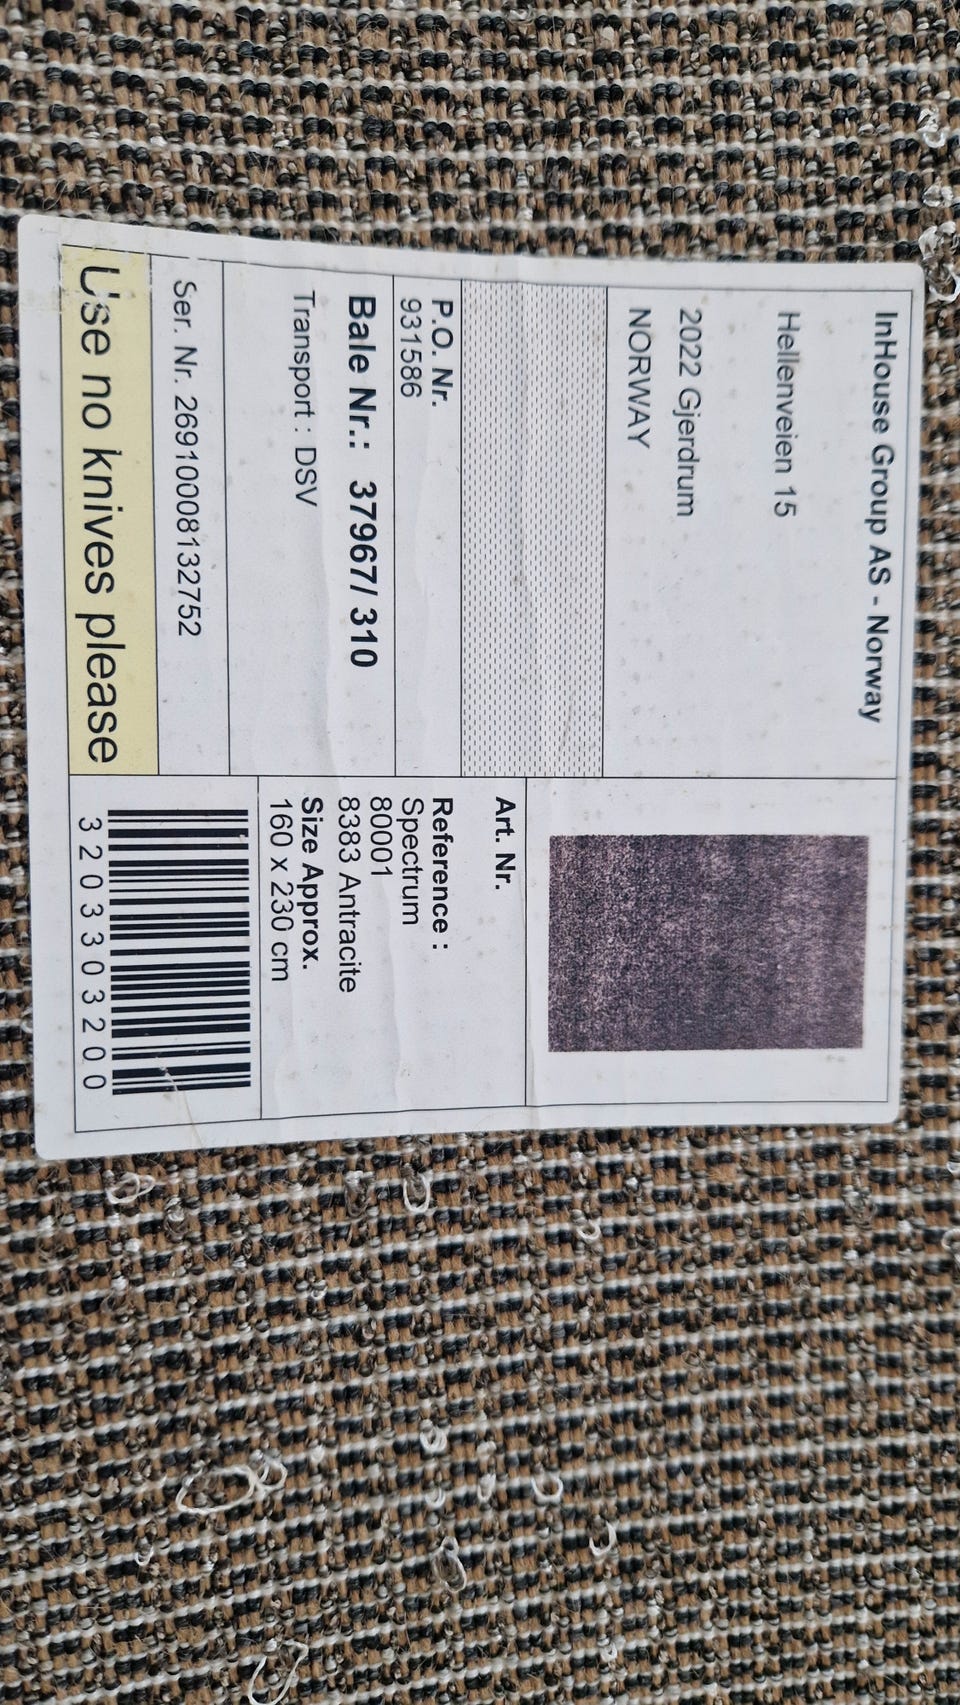 InHouse Group AS - Norway
Hellenveien 15
2022 Gjerdrum
NORWAY
P.O. Nr.
931586
Bale Nr.: 37967/ 310
Transport : DSV
Ser. Nr. 26910008132752
Use no knives please
Art. Nr.
Reference :
Spectrum
80001
8383 Antracite
Size Approx.
160 x 230 cm
3203303200